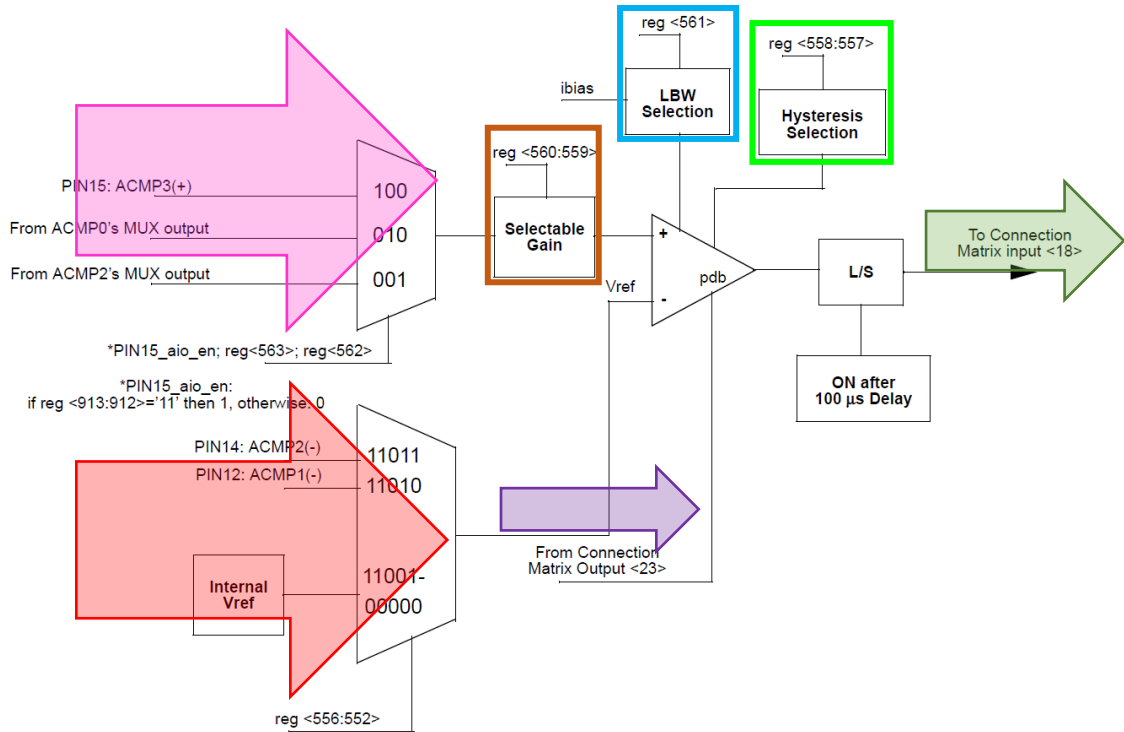 reg <561>
reg <558:557>
ibias
LBW
Selection
Hysteresis
Selection
reg <560:559>
PIN15: ACMP3(+)
100
From ACMP0's MUX output
010
From ACMP2's MUX output
001
Selectable
Gain
+
pdb
Vref
-
L/S
To Connection
Matrix input <18>
*PIN15_aio_en; reg<563>; reg<562>
ON after
100 µs Delay
*PIN15_aio_en:
if reg <913:912>='11' then 1, otherwise: 0
PIN14: ACMP2(-)
11011
PIN12: ACMP1(-)
11010
From Connection
Matrix Output <23>
Internal
Vref
11001-
00000
reg <556:552>